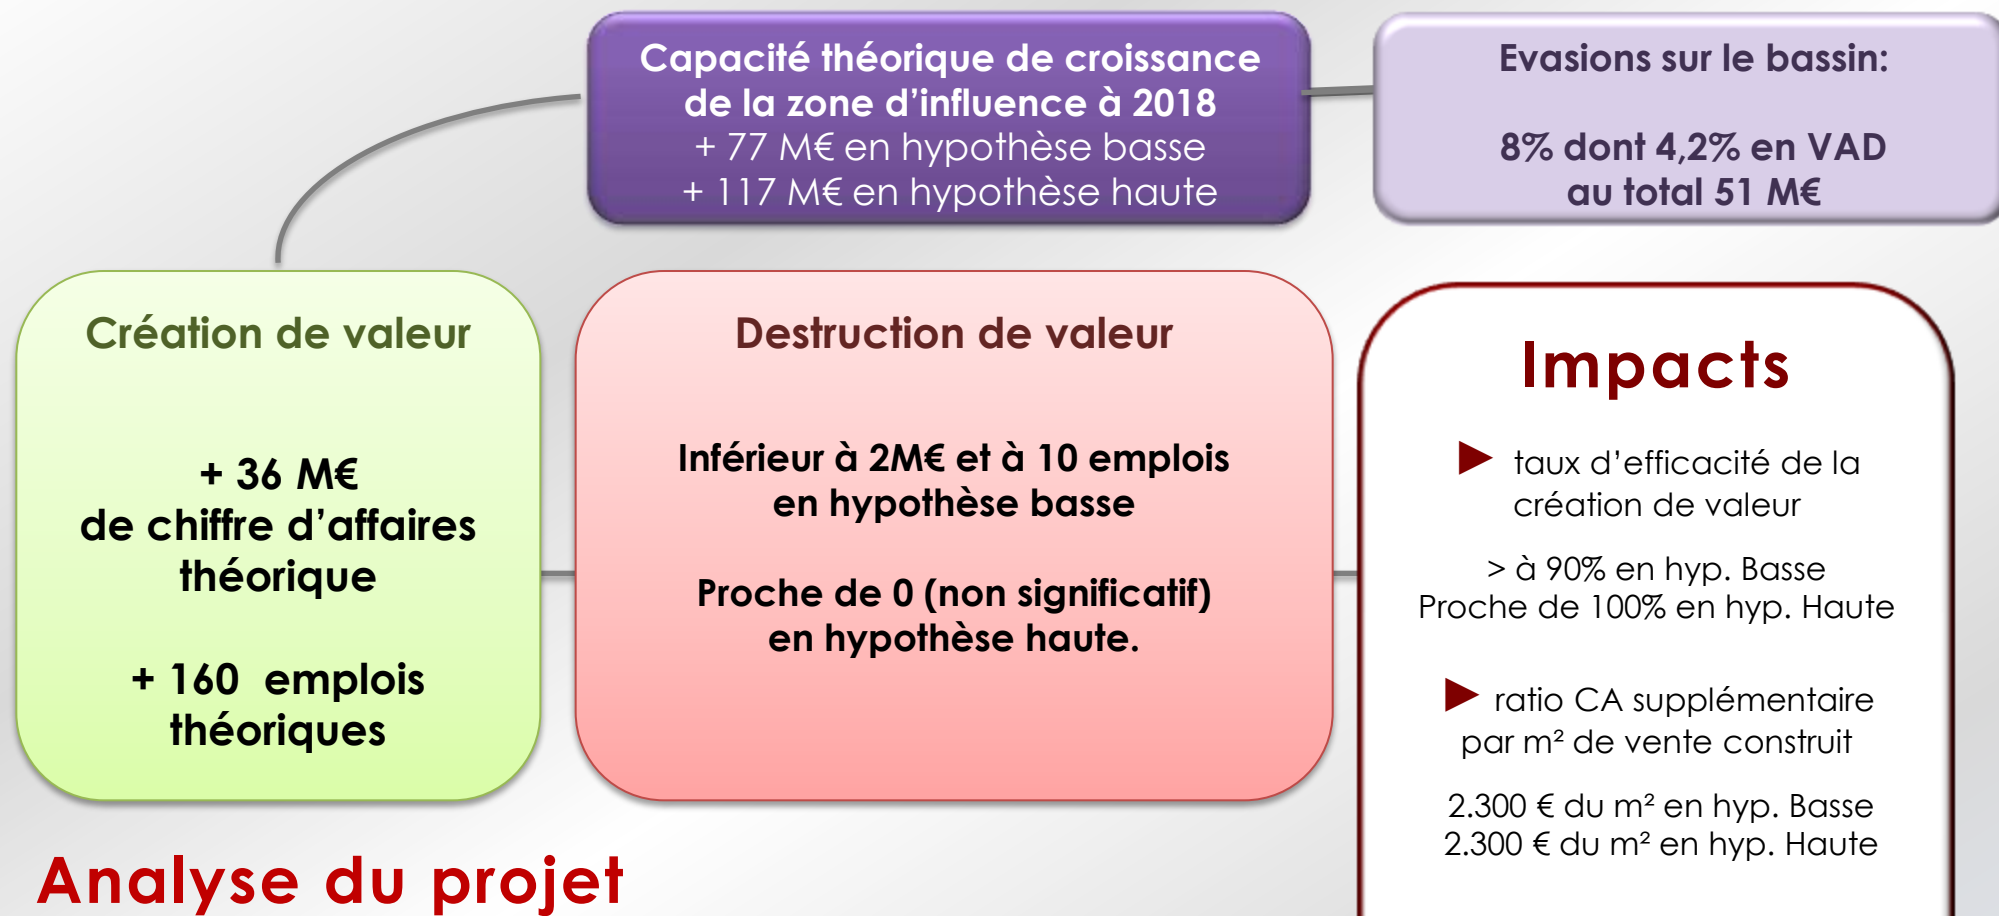 Capacité théorique de croissance
de la zone d’influence à 2018
+ 77 M€ en hypothèse basse
+ 117 M€ en hypothèse haute
Evasions sur le bassin:
8% dont 4,2% en VAD
au total 51 M€
Création de valeur
+ 36 M€
de chiffre d’affaires
théorique
+ 160 emplois
théoriques
Destruction de valeur
Inférieur à 2M€ et à 10 emplois
en hypothèse basse
Proche de 0 (non significatif)
en hypothèse haute.
Impacts
► taux d’efficacité de la
création de valeur
> à 90% en hyp. Basse
Proche de 100% en hyp. Haute
► ratio CA supplémentaire
par m² de vente construit
2.300 € du m² en hyp. Basse
2.300 € du m² en hyp. Haute
Analyse du projet